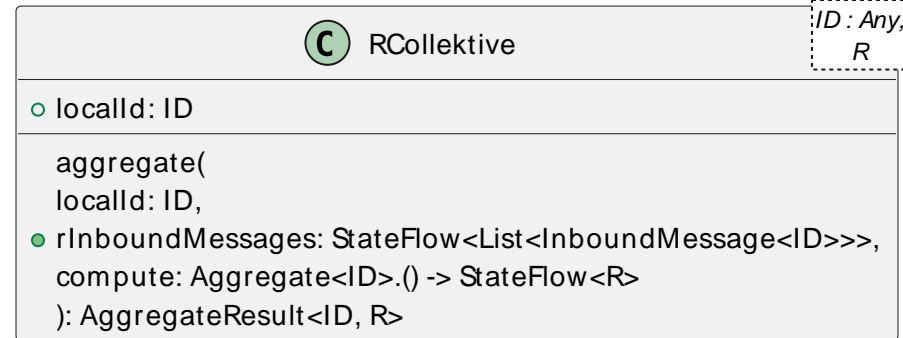 ID : Any,
R
C RCollektive
localId: ID
aggregate(
localId: ID,
rInboundMessages: StateFlow<List<InboundMessage<ID>>>,
compute: Aggregate<ID>.() -> StateFlow<R>
): AggregateResult<ID, R>